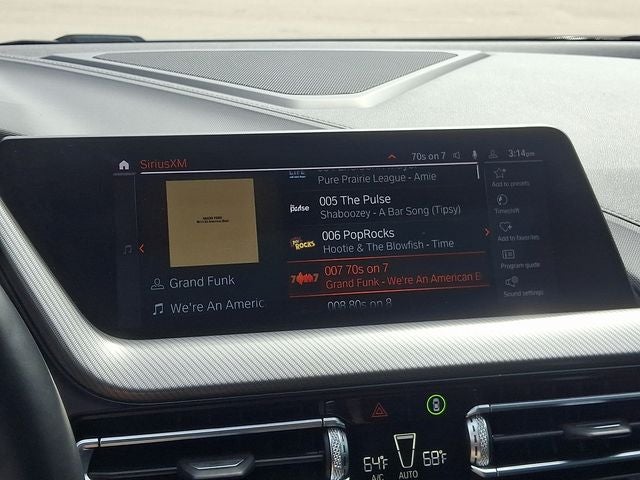 SiriusXM
70s on 7
3:14pm
Pure Prairie League - Amie
Pulse
005 The Pulse
Shaboozey - A Bar Song (Tipsy)
ROCKS
006 PopRocks
Hootie & The Blowfish - Time
007 70s on 7
Grand Funk - We're An American B
008 80s on 8
Grand Funk
We're An Americ
Add to presets
Timeshift
Add to favorites
Program guide
Sound settings
64°F
A/C
AUTO
68°F